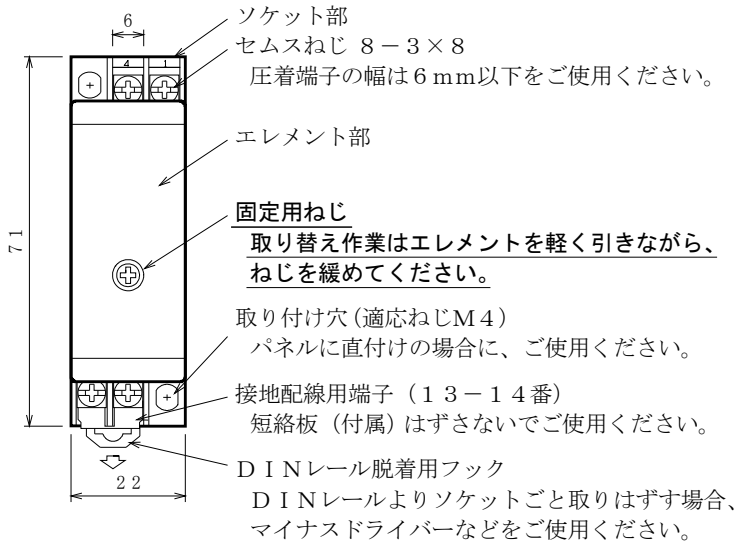 6
ソケット部
セムスねじ ８－３×８
圧着端子の幅は６mm以下をご使用ください。
4 1
エレメント部
71
固定用ねじ
取り替え作業はエレメントを軽く引きながら、
ねじを緩めてください。
取り付け穴(適応ねじＭ４)
パネルに直付けの場合に、ご使用ください。
接地配線用端子（１３－１４番）
短絡板（付属）はずさないでご使用ください。
22
ＤＩＮレール脱着用フック
ＤＩＮレールよりソケットごと取りはずす場合、
マイナスドライバーなどをご使用ください。